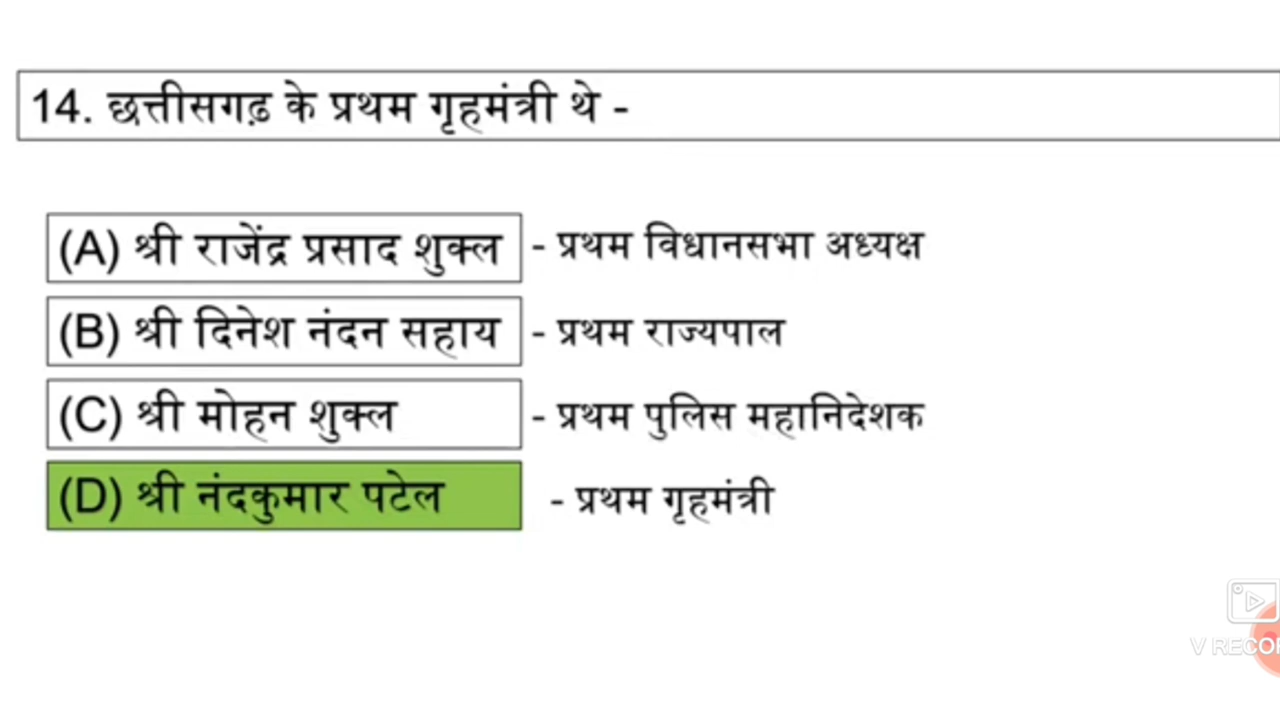 14. छत्तीसगढ़ के प्रथम गृहमंत्री थे -
(A) श्री राजेंद्र प्रसाद शुक्ल - प्रथम विधानसभा अध्यक्ष
(B) श्री दिनेश नंदन सहाय - प्रथम राज्यपाल
(C) श्री मोहन शुक्ल - प्रथम पुलिस महानिदेशक
(D) श्री नंदकुमार पटेल - प्रथम गृहमंत्री
V RECOR